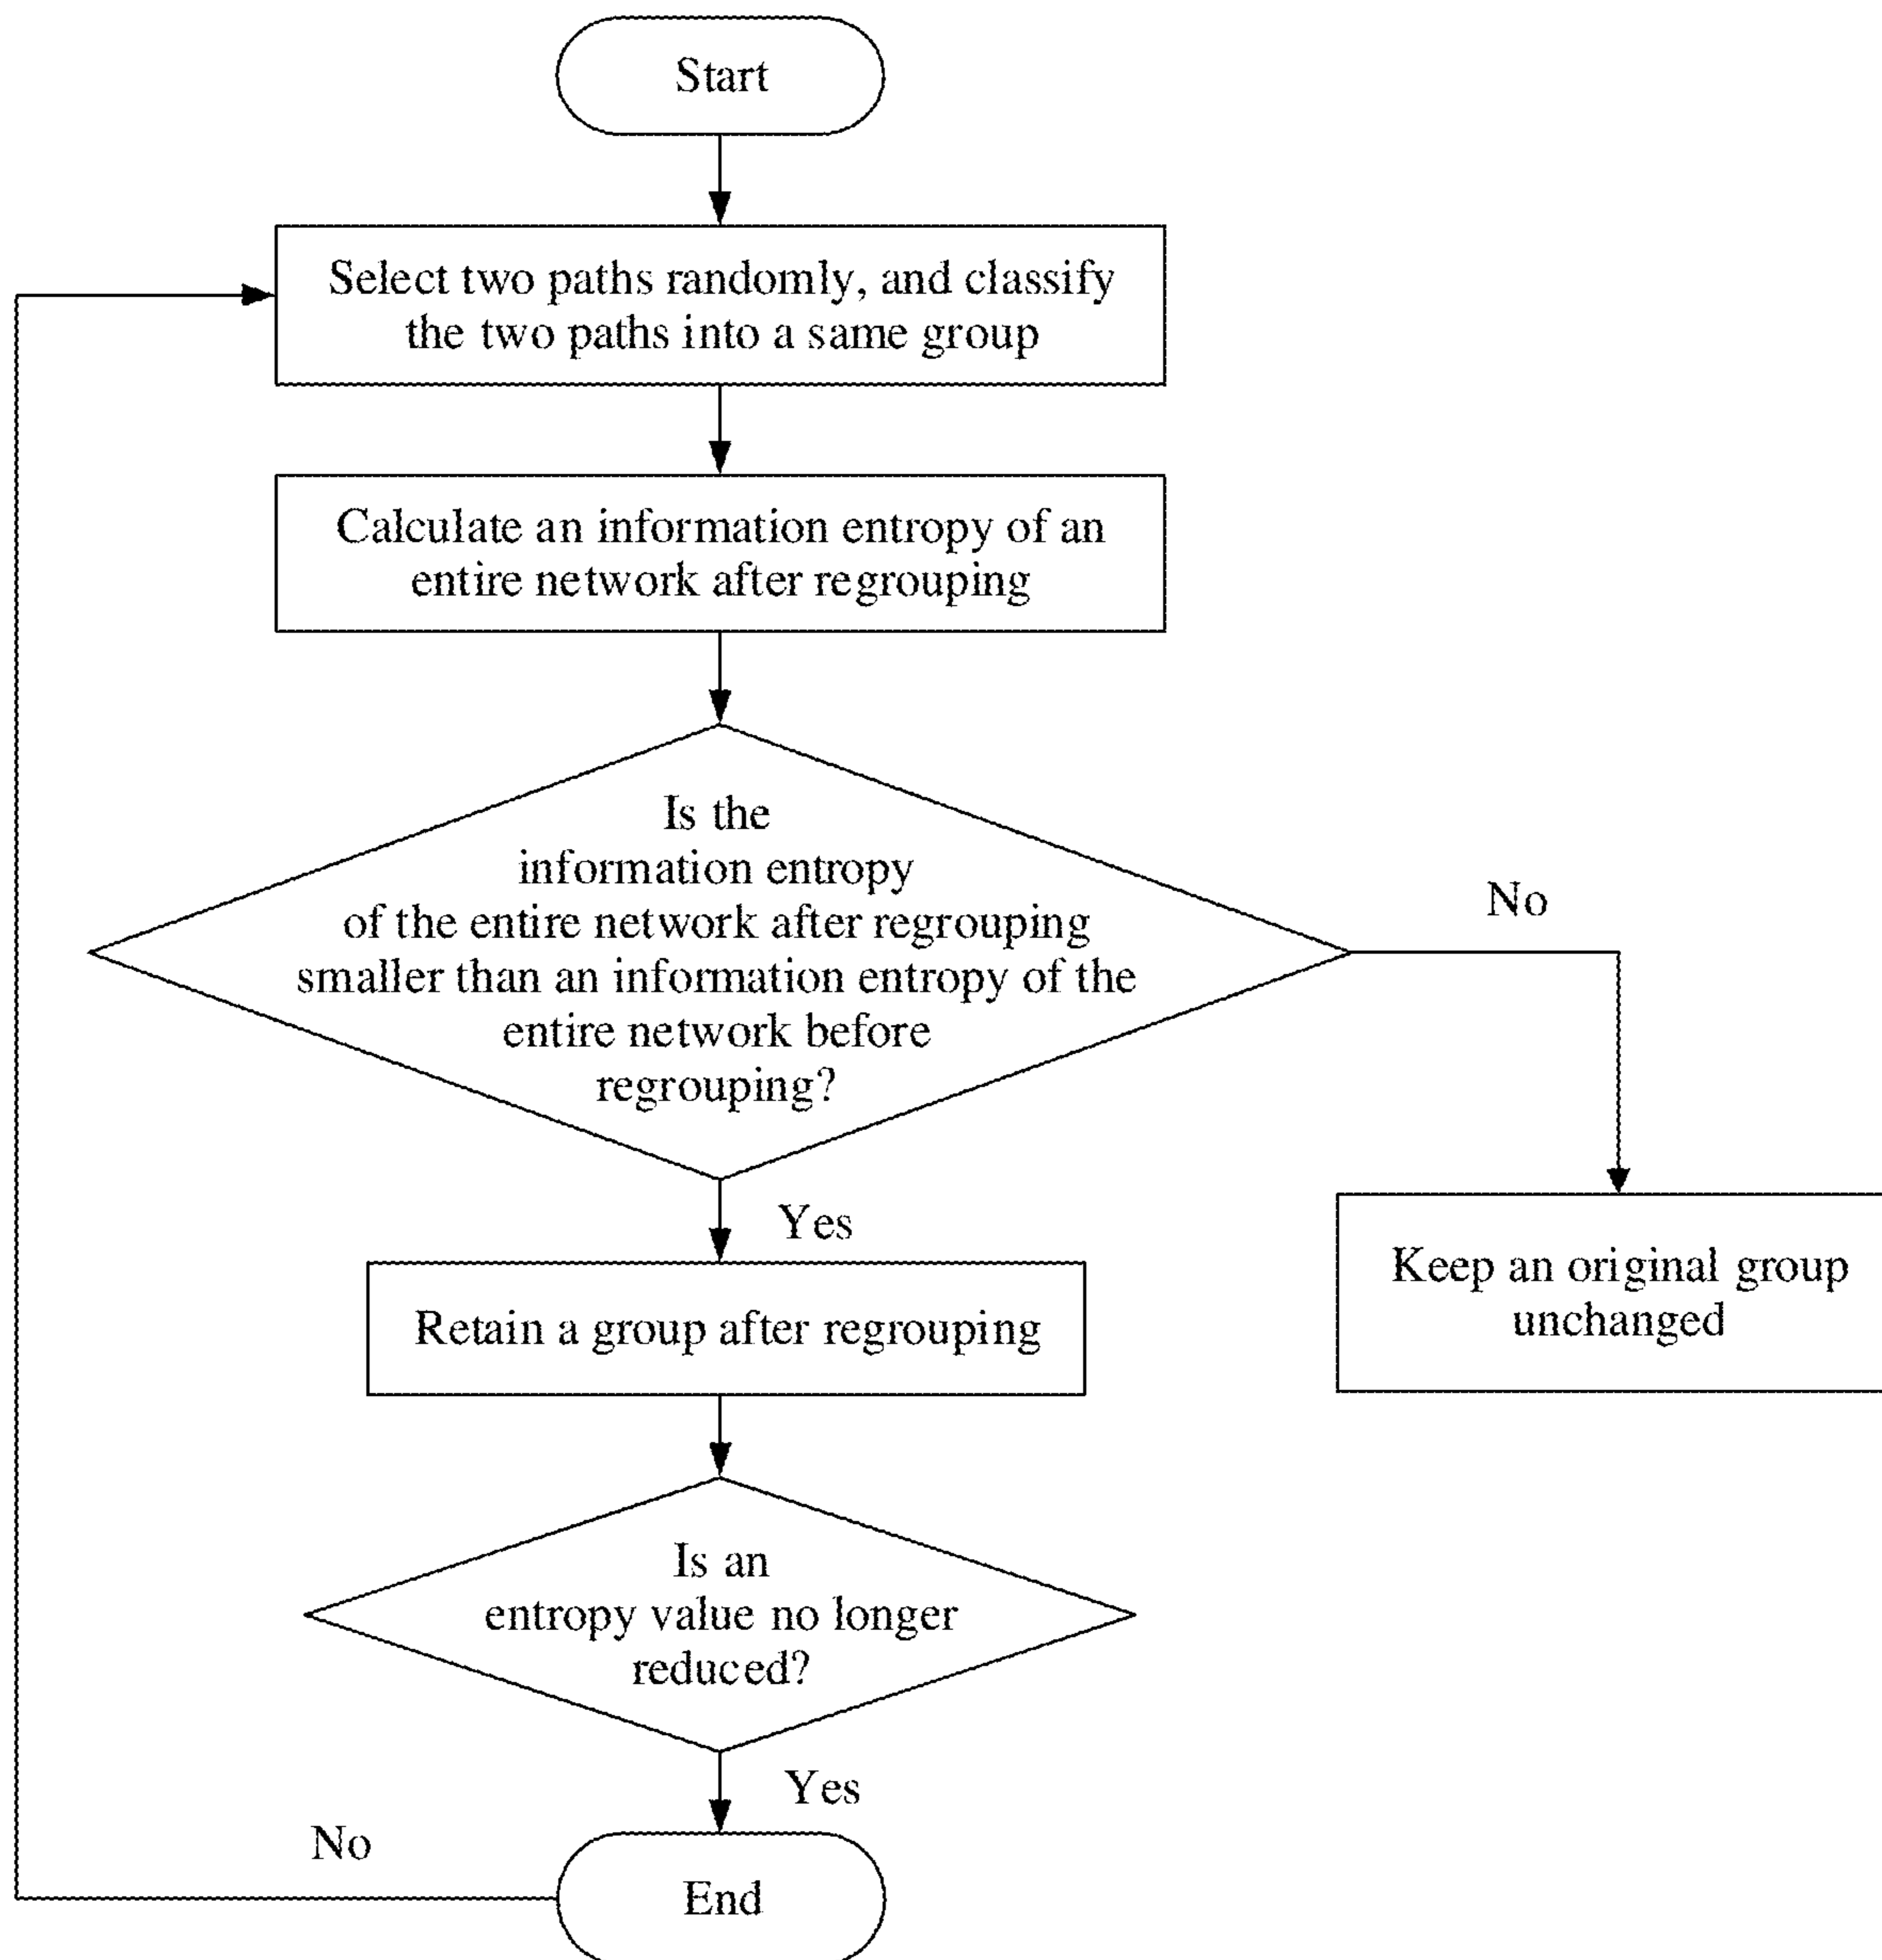 Start
Select two paths randomly, and classify
the two paths into a same group
Calculate an information entropy of an
entire network after regrouping
Is the
information entropy
of the entire network after regrouping
smaller than an information entropy of the
entire network before
regrouping?
No
Yes
Keep an original group
unchanged
Retain a group after regrouping
Is an
entropy value no longer
reduced?
Yes
No
End